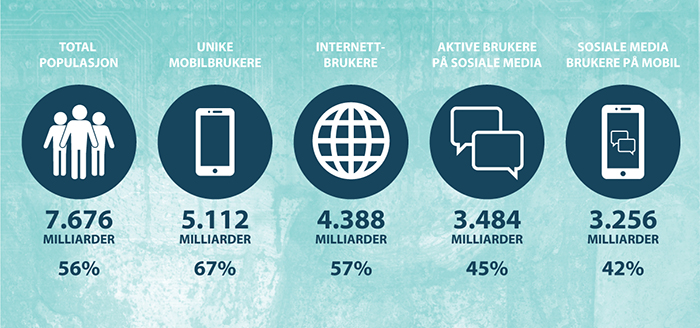 TOTAL
POPULASJON
UNIKE
MOBILBRUKERE
INTERNETT-
BRUKERE
AKTIVE BRUKERE
PÅ SOSIALE MEDIA
SOSIALE MEDIA
BRUKERE PÅ MOBIL
7.676
MILLIARDER
56%
5.112
MILLIARDER
67%
4.388
MILLIARDER
57%
3.484
MILLIARDER
45%
3.256
MILLIARDER
42%